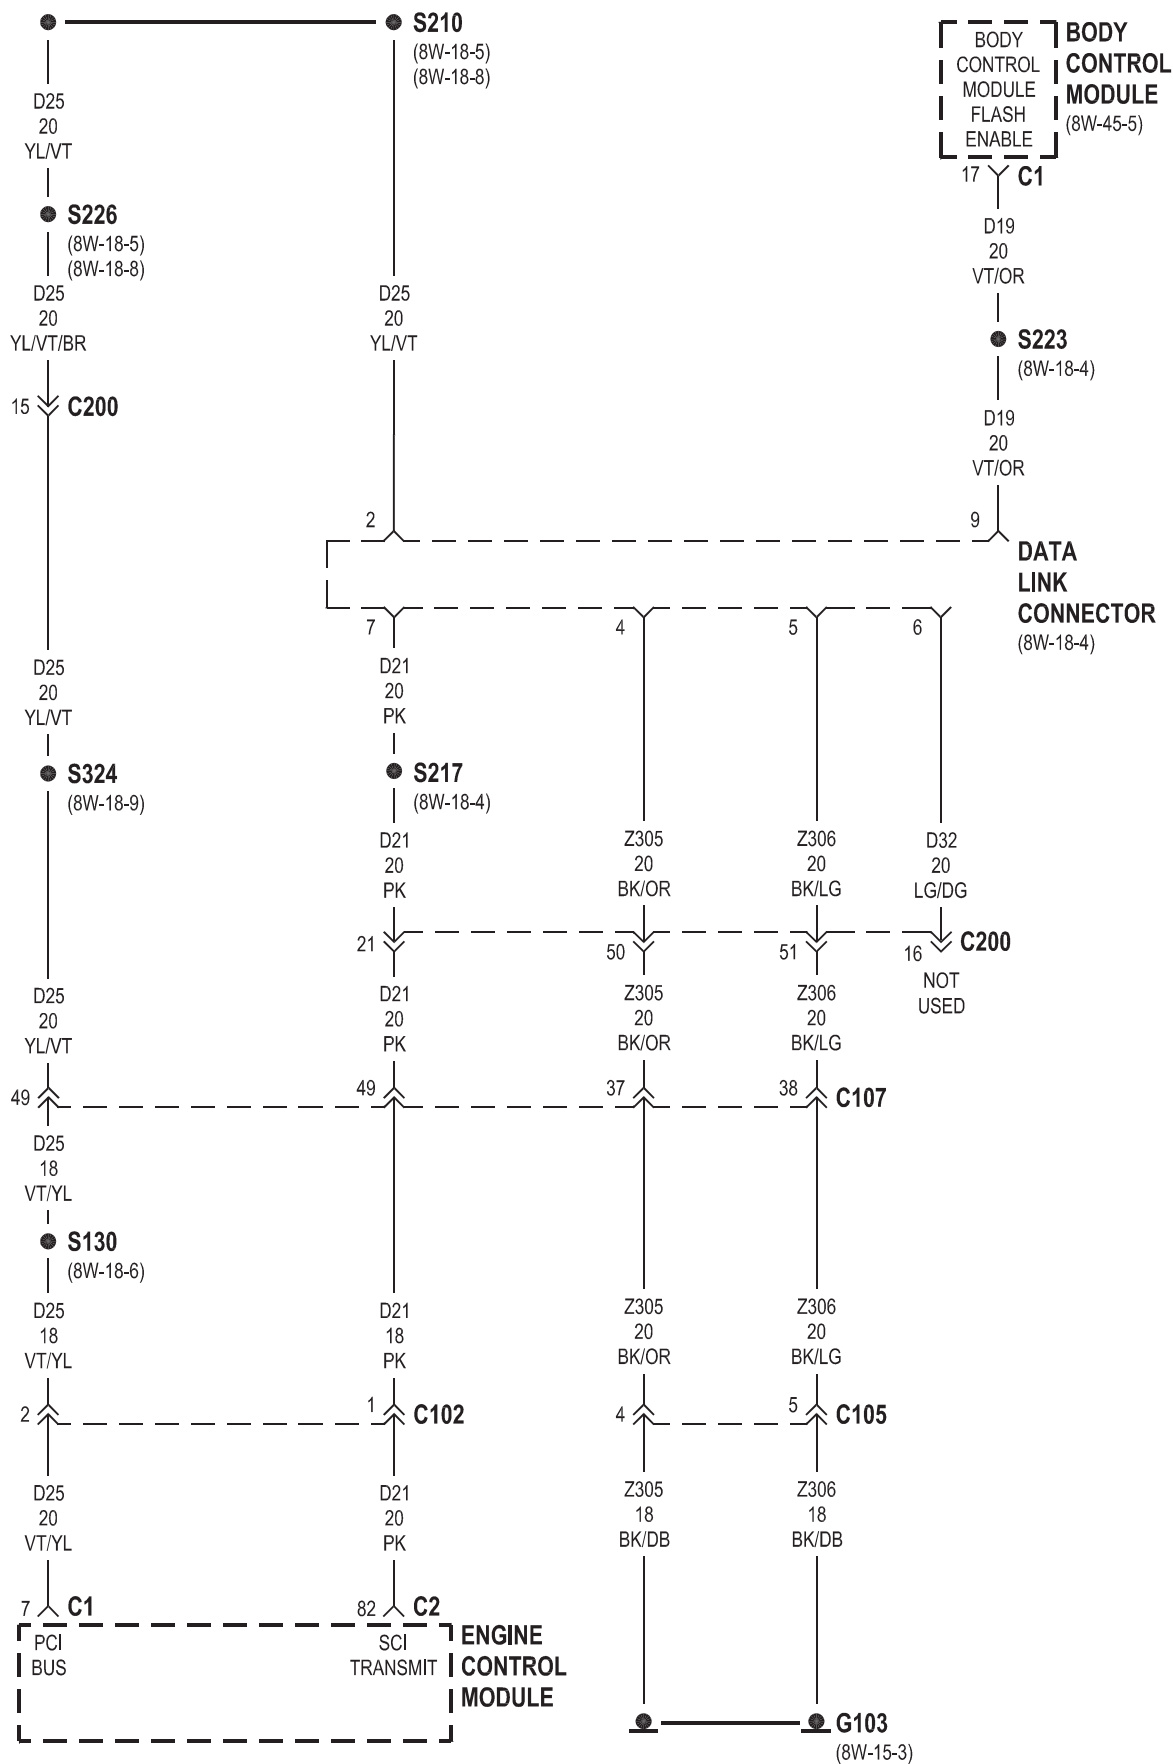 S210
(8W-18-5)
(8W-18-8)
BODY
CONTROL
MODULE
FLASH
ENABLE
BODY
CONTROL
MODULE
(8W-45-5)
17
C1
D25
20
YL/VT
S226
(8W-18-5)
(8W-18-8)
D25
20
YL/VT/BR
15
C200
D25
20
YL/VT
D19
20
VT/OR
S223
(8W-18-4)
D19
20
VT/OR
2
9
DATA
LINK
CONNECTOR
(8W-18-4)
7
4
5
6
D25
20
YL/VT
S324
(8W-18-9)
D21
20
PK
S217
(8W-18-4)
D21
20
PK
Z305
20
BK/OR
Z306
20
BK/LG
D32
20
LG/DG
21
50
51
16
C200
NOT
USED
D25
20
YL/VT
D21
20
PK
Z305
20
BK/OR
Z306
20
BK/LG
49
49
37
38
C107
D25
18
VT/YL
S130
(8W-18-6)
D25
18
VT/YL
D21
18
PK
Z305
20
BK/OR
Z306
20
BK/LG
2
1
C102
4
5
C105
D25
20
VT/YL
D21
20
PK
Z305
18
BK/DB
Z306
18
BK/DB
7
C1
82
C2
PCI
BUS
SCI
TRANSMIT
ENGINE
CONTROL
MODULE
G103
(8W-15-3)